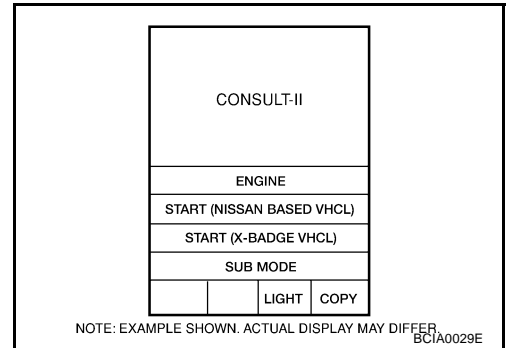 CONSULT-II
ENGINE
START (NISSAN BASED VHCL)
START (X-BADGE VHCL)
SUB MODE
LIGHT COPY
NOTE: EXAMPLE SHOWN. ACTUAL DISPLAY MAY DIFFER.
BCIA0029E